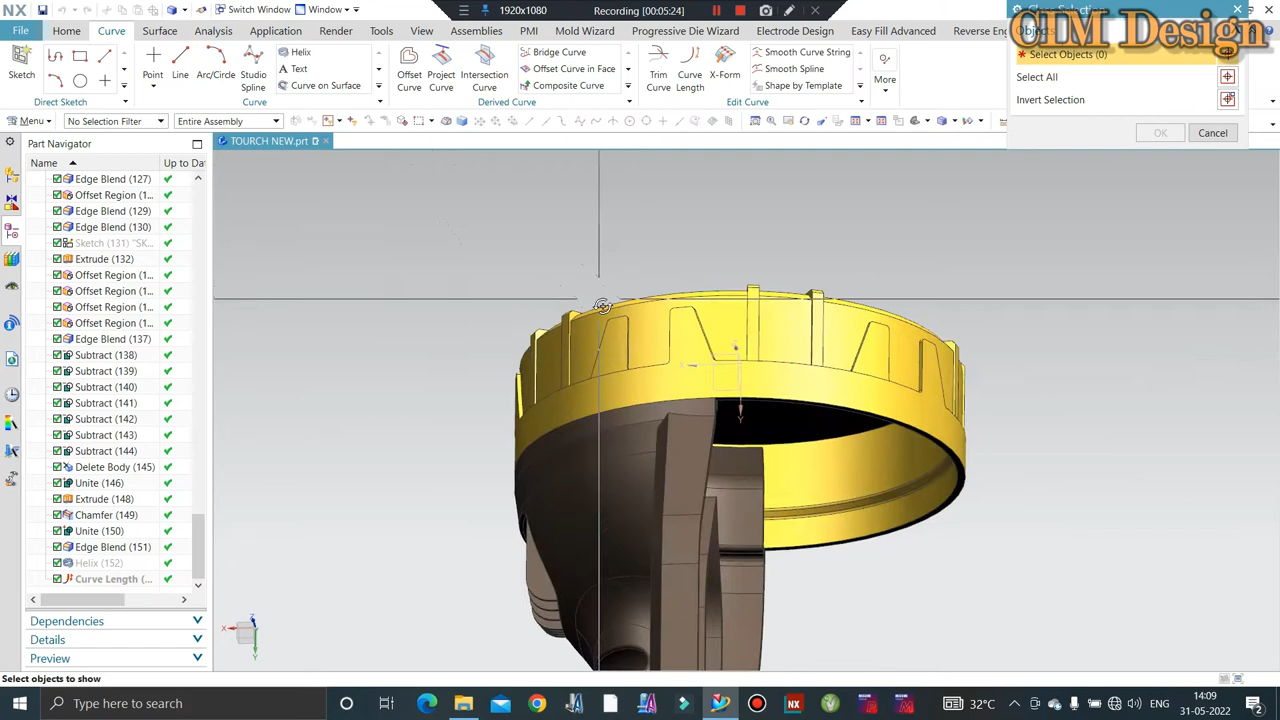 NX
Switch Window
Window
1920x1080
Recording [00:05:24]
Class Selection
CIM Design
File
Home
Curve
Surface
Analysis
Application
Render
Tools
View
Assemblies
PMI
Mold Wizard
Progressive Die Wizard
Electrode Design
Easy Fill Advanced
Reverse Eng
Objects
Select Objects (0)
Select All
Invert Selection
OK
Cancel
Sketch
Point
Line
Arc/Circle
Studio
Spline
Helix
Text
Curve on Surface
Offset
Curve
Project
Curve
Intersection
Curve
Bridge Curve
Offset Curve in Face
Composite Curve
Trim
Curve
Curve
Length
X-Form
Smooth Curve String
Smooth Spline
Shape by Template
More
Direct Sketch
Curve
Derived Curve
Edit Curve
Menu
No Selection Filter
Entire Assembly
Part Navigator
TOURCH NEW.prt
Name
Up to Da
Edge Blend (127)
Offset Region (1...
Edge Blend (129)
Edge Blend (130)
Sketch (131) "SK...
Extrude (132)
Offset Region (1...
Offset Region (1...
Offset Region (1...
Offset Region (1...
Edge Blend (137)
Subtract (138)
Subtract (139)
Subtract (140)
Subtract (141)
Subtract (142)
Subtract (143)
Subtract (144)
Delete Body (145)
Unite (146)
Extrude (148)
Chamfer (149)
Unite (150)
Edge Blend (151)
Helix (152)
Curve Length (...
Dependencies
Details
Preview
X
Z
Y
Y
Select objects to show
Type here to search
32°C
ENG
14:09
31-05-2022